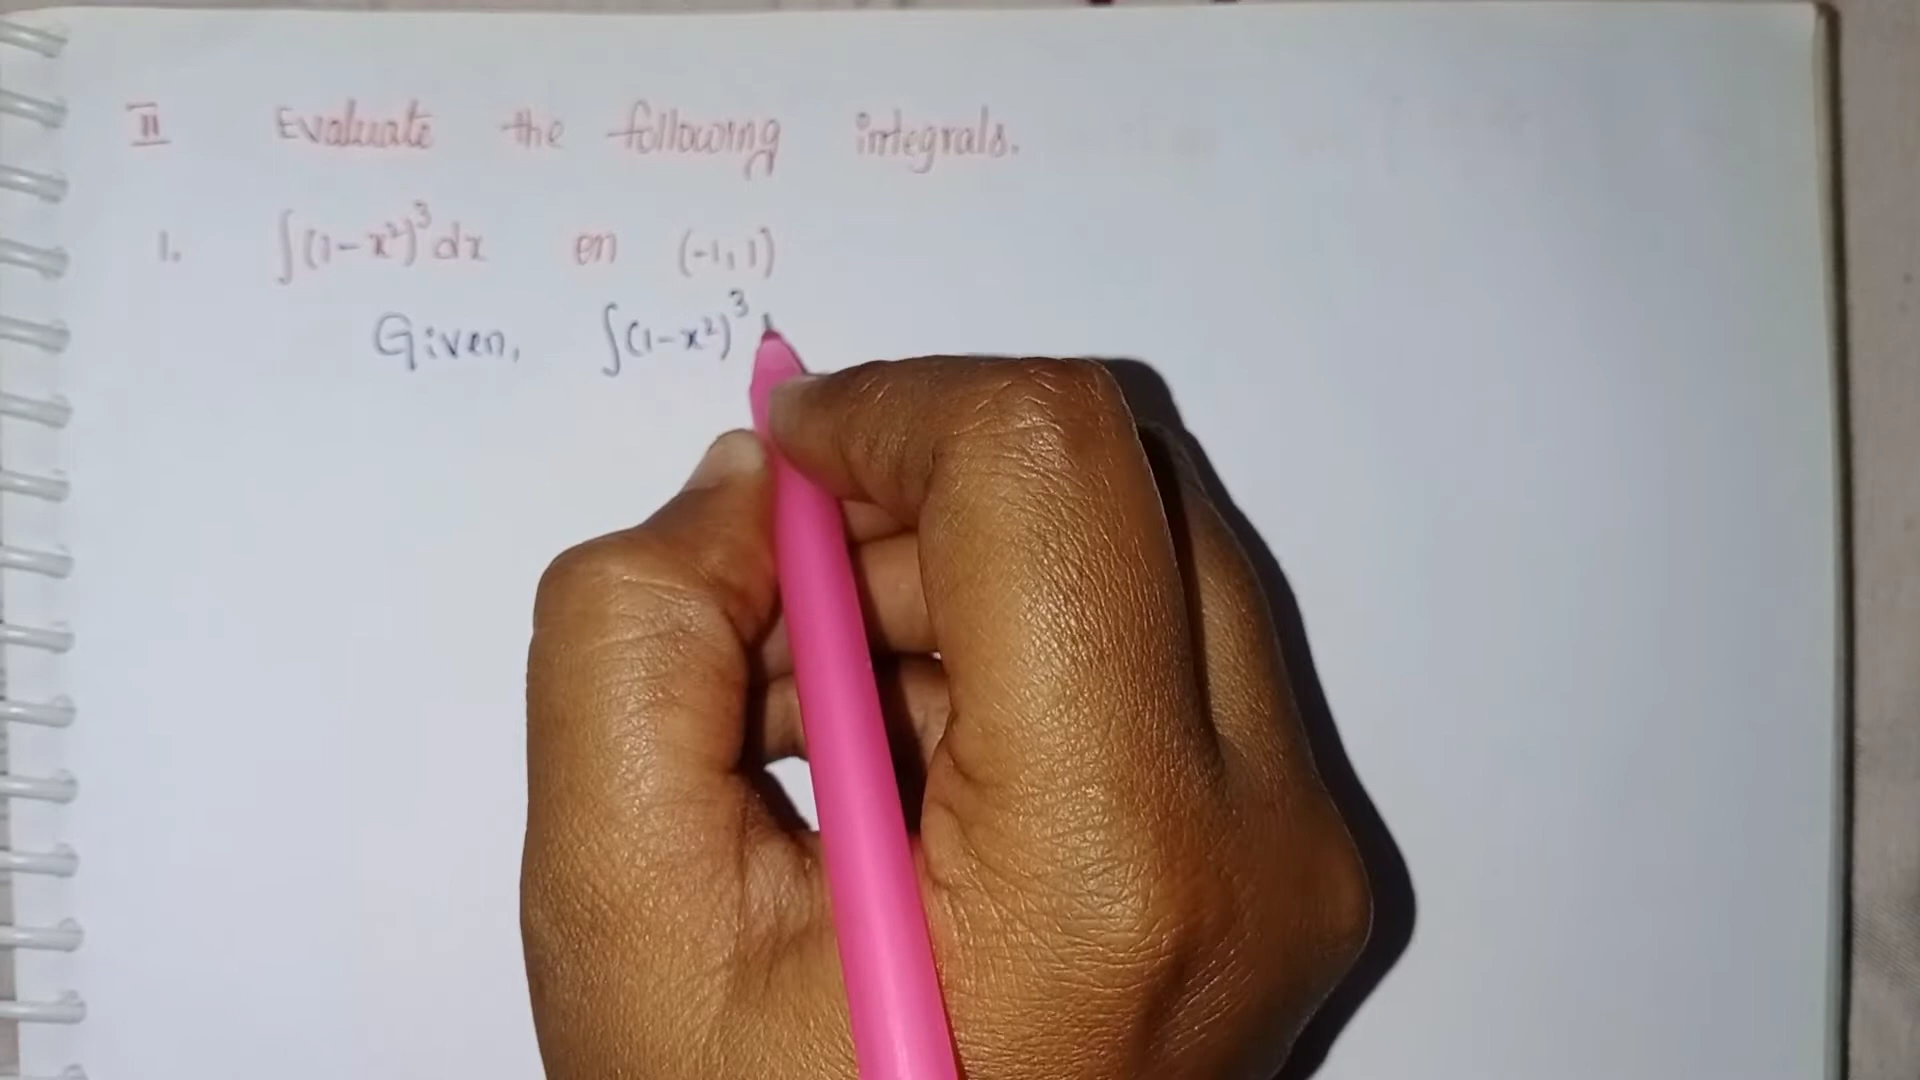 II Evaluate the following integrals.
1. ∫(1-x²)³dx on (-1, 1)
Given, ∫(1-x²)³